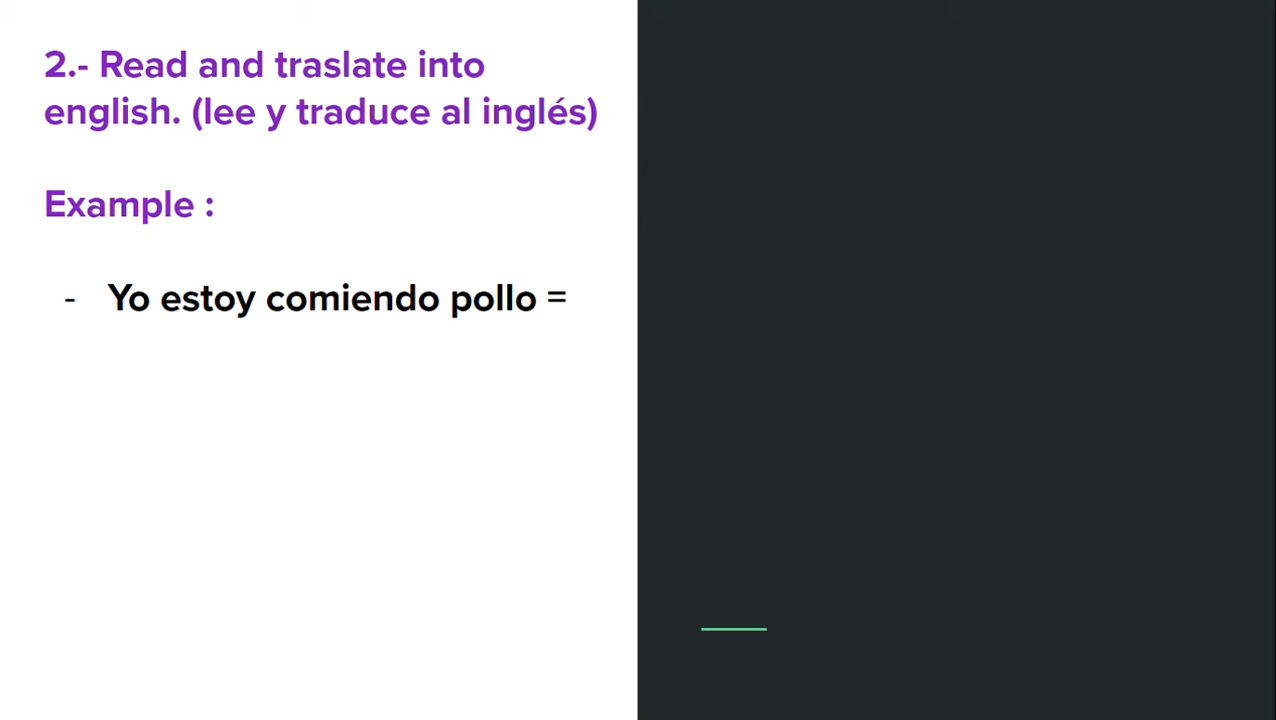 2.- Read and traslate into
english. (lee y traduce al inglés)
Example :
- Yo estoy comiendo pollo =